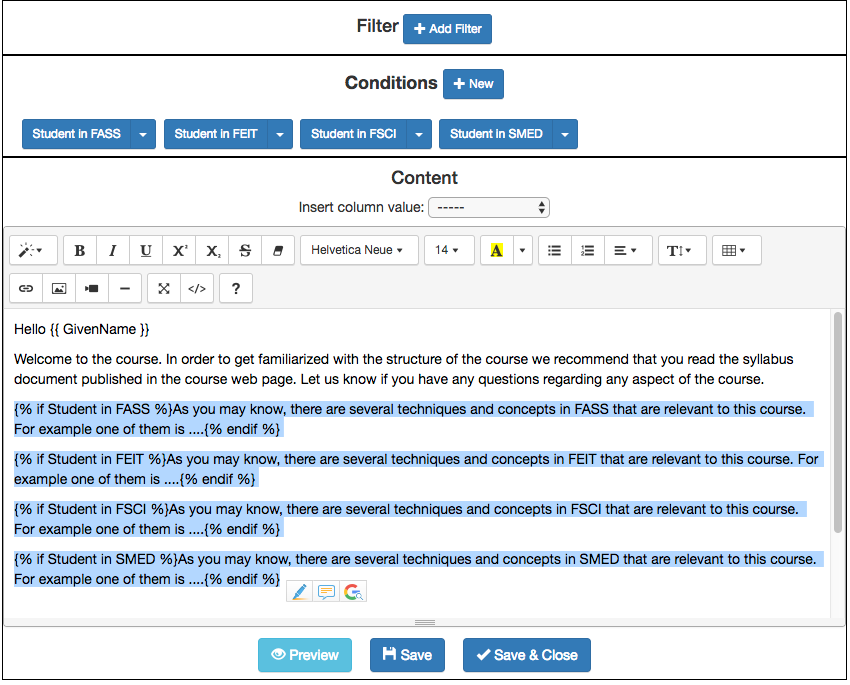 Filter + Add Filter
Conditions + New
Student in FASS Student in FEIT Student in FSCI Student in SMED
Content
Insert column value: -----
B I U X² X₂ S Helvetica Neue 14 A T
</> ?
Hello {{ GivenName }}
Welcome to the course. In order to get familiarized with the structure of the course we recommend that you read the syllabus
document published in the course web page. Let us know if you have any questions regarding any aspect of the course.
{% if Student in FASS %}As you may know, there are several techniques and concepts in FASS that are relevant to this course.
For example one of them is ....{% endif %}
{% if Student in FEIT %}As you may know, there are several techniques and concepts in FEIT that are relevant to this course. For
example one of them is ....{% endif %}
{% if Student in FSCI %}As you may know, there are several techniques and concepts in FSCI that are relevant to this course.
For example one of them is ....{% endif %}
{% if Student in SMED %}As you may know, there are several techniques and concepts in SMED that are relevant to this course.
For example one of them is ....{% endif %}
Preview Save Save & Close